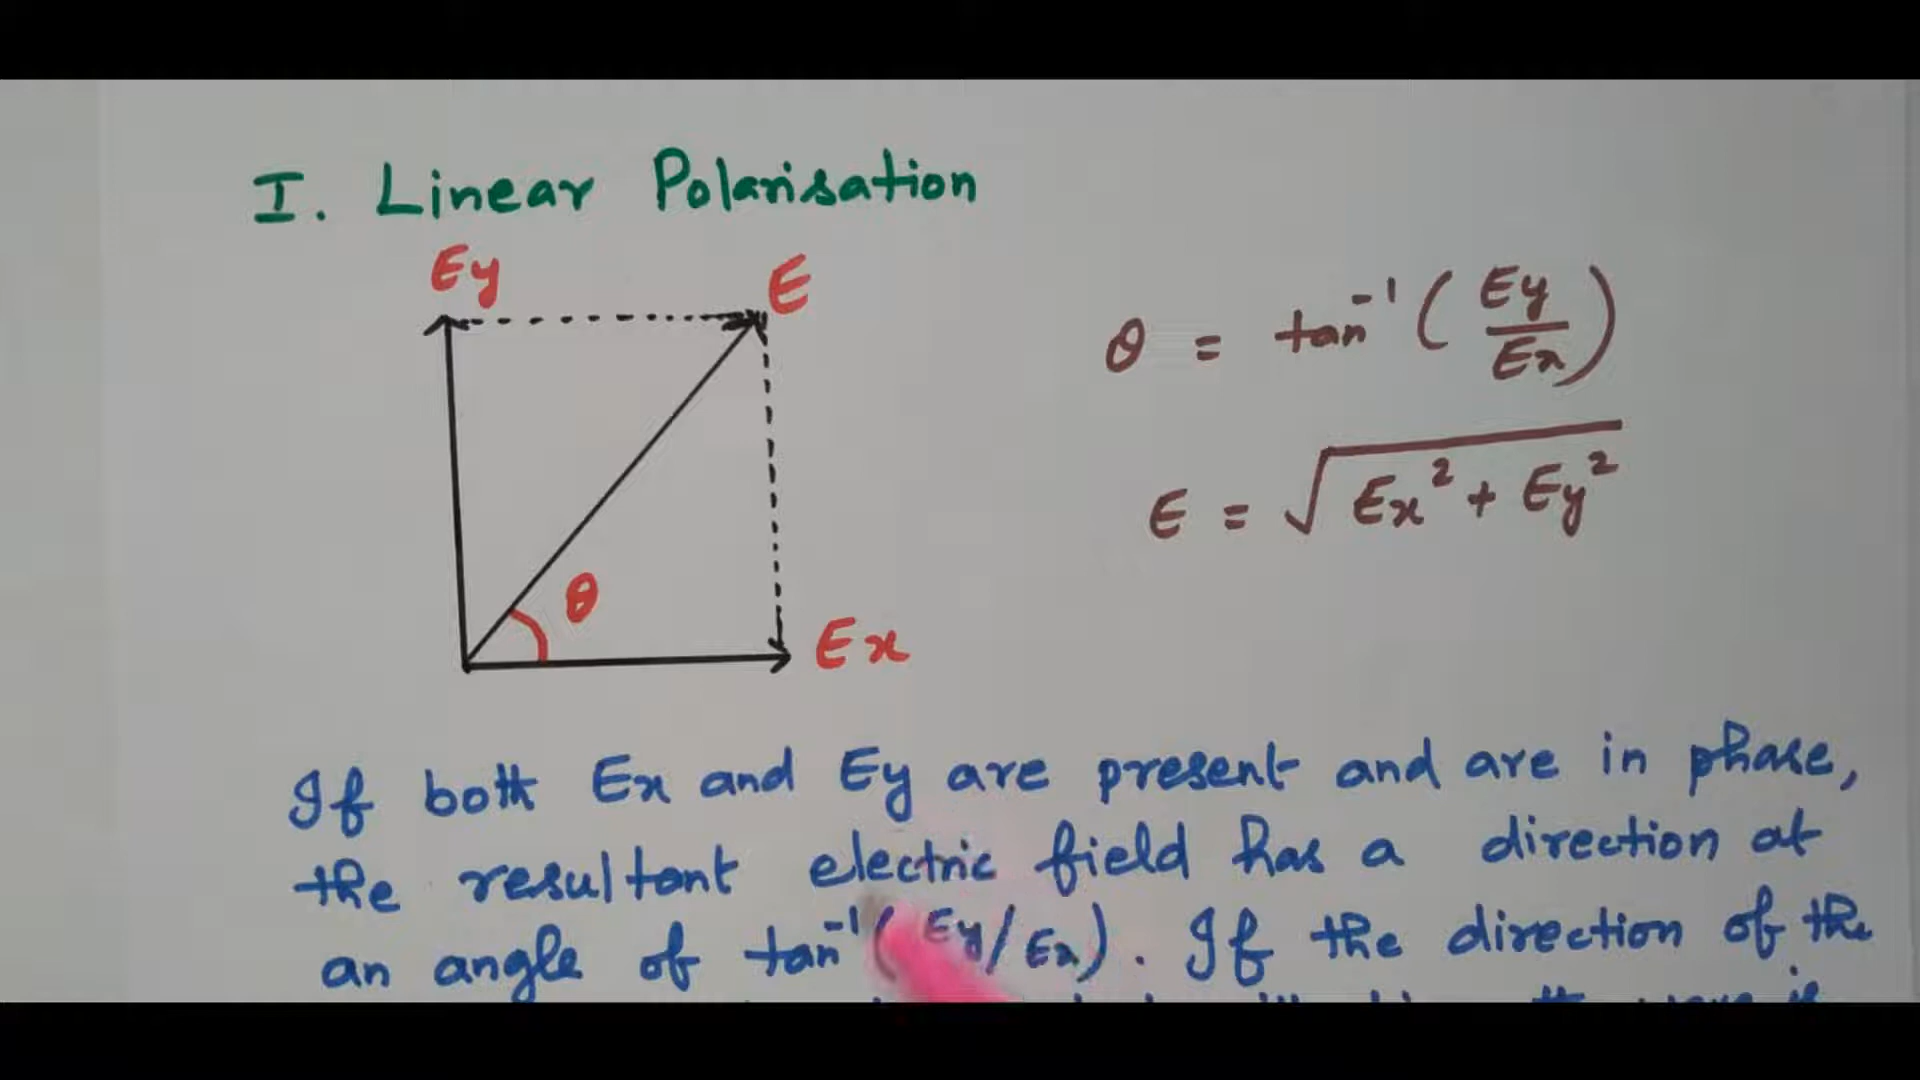 I. Linear Polarisation
Ey
E
θ = tan⁻¹ (Ey/Ex)
E = √Ex² + Ey²
θ
Ex
If both Ex and Ey are present and are in phase,
the resultant electric field has a direction at
an angle of tan⁻¹(Ey/Ex). If the direction of the